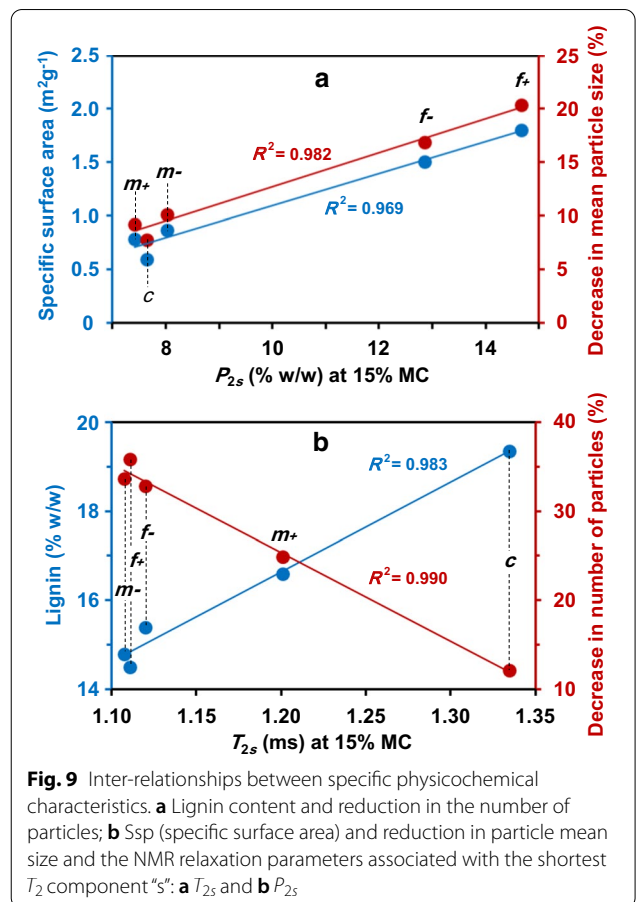 a
Specific surface area (m²g⁻¹)
Decrease in mean particle size (%)
2.5
2.0
1.5
1.0
0.5
0
25
20
15
10
5
0
m+
m-
c
f-
f+
R² = 0.982
R² = 0.969
8 10 12 14
P2s (% w/w) at 15% MC
b
Lignin (% w/w)
Decrease in number of particles (%)
20
18
16
14
40
30
20
10
m-
f+
f-
m+
c
R² = 0.983
R² = 0.990
1.10 1.15 1.20 1.25 1.30 1.35
T2s (ms) at 15% MC
Fig. 9 Inter-relationships between specific physicochemical
characteristics. a Lignin content and reduction in the number of
particles; b Ssp (specific surface area) and reduction in particle mean
size and the NMR relaxation parameters associated with the shortest
T2 component “s”: a T2s and b P2s